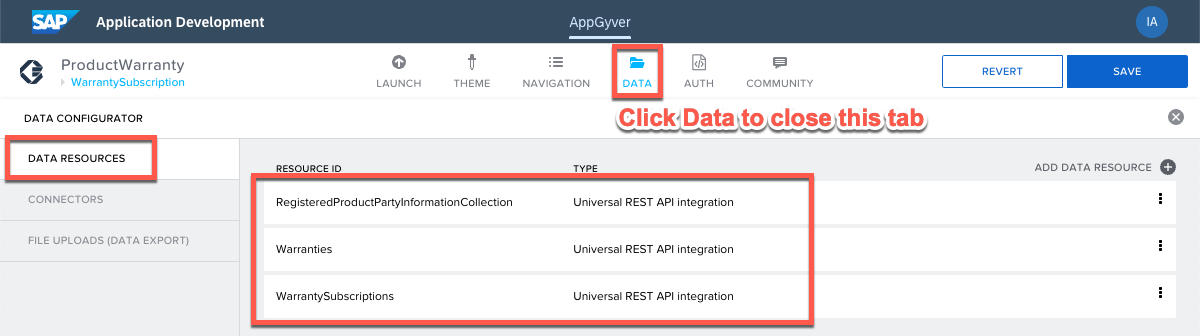 SAP Application Development AppGyver IA
ProductWarranty
WarrantySubscription
LAUNCH THEME NAVIGATION DATA AUTH COMMUNITY REVERT SAVE
Click Data to close this tab
DATA CONFIGURATOR
DATA RESOURCES
CONNECTORS
FILE UPLOADS (DATA EXPORT)
RESOURCE ID TYPE ADD DATA RESOURCE
RegisteredProductPartyInformationCollection Universal REST API integration
Warranties Universal REST API integration
WarrantySubscriptions Universal REST API integration